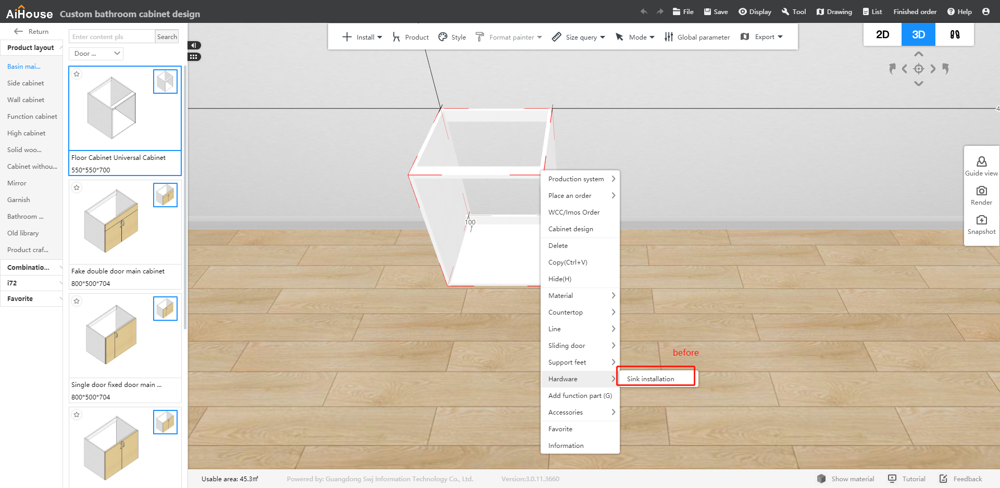 AiHouse Custom bathroom cabinet design
File Save Display Tool Drawing List Finished order Help
Return
Enter content pls Search
Install Product Style Format painter Size query Mode Global parameter Export
2D 3D
Product layout
Door ...
Basin mai...
Side cabinet
Wall cabinet
Function cabinet
High cabinet
Solid woo...
Cabinet withou...
Mirror
Garnish
Bathroom ...
Old library
Product craf...
Combinatio...
i72
Favorite
Floor Cabinet Universal Cabinet
550*550*700
Fake double door main cabinet
800*500*704
Single door fixed door main ...
800*500*704
4
100
Production system
Place an order
WCC/Imos Order
Cabinet design
Delete
Copy(Ctrl+V)
Hide(H)
Material
Countertop
Line
Sliding door
Support feet
Hardware
Add function part (G)
Accessories
Favorite
Information
before
Sink installation
Guide view
Render
Snapshot
Usable area: 45.3㎡ Powered by: Guangdong Swj Information Technology Co., Ltd. Version:3.0.11.3660
Show material Tutorial Feedback